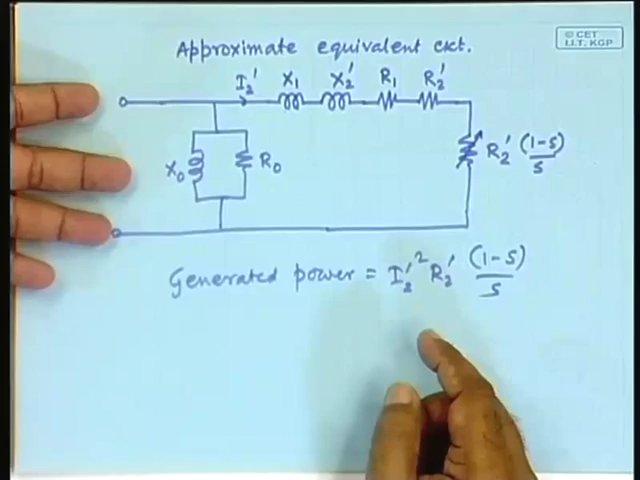 Approximate equivalent ckt.
© CET
I.I.T. KGP
I₂' X₁ X₂' R₁ R₂'
X₀ R₀ R₂' (1-s)/s
Generated power = I₂'² R₂' (1-s)/s